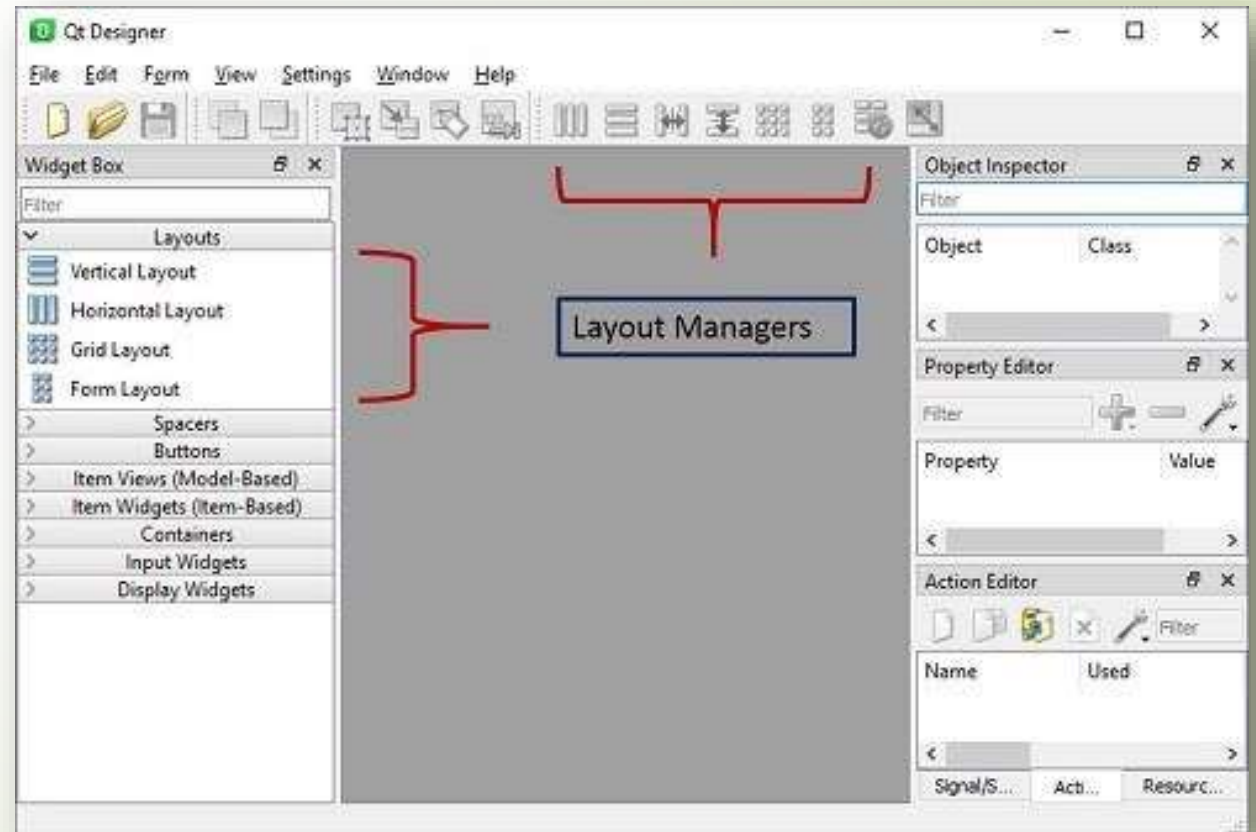 Qt Designer
File Edit Form View Settings Window Help
Widget Box
Filter
Layouts
Vertical Layout
Horizontal Layout
Grid Layout
Form Layout
Spacers
Buttons
Item Views (Model-Based)
Item Widgets (Item-Based)
Containers
Input Widgets
Display Widgets
Layout Managers
Object Inspector
Filter
Object Class
Property Editor
Filter
Property Value
Action Editor
Filter
Name Used
Signal/S... Acti... Resourc...